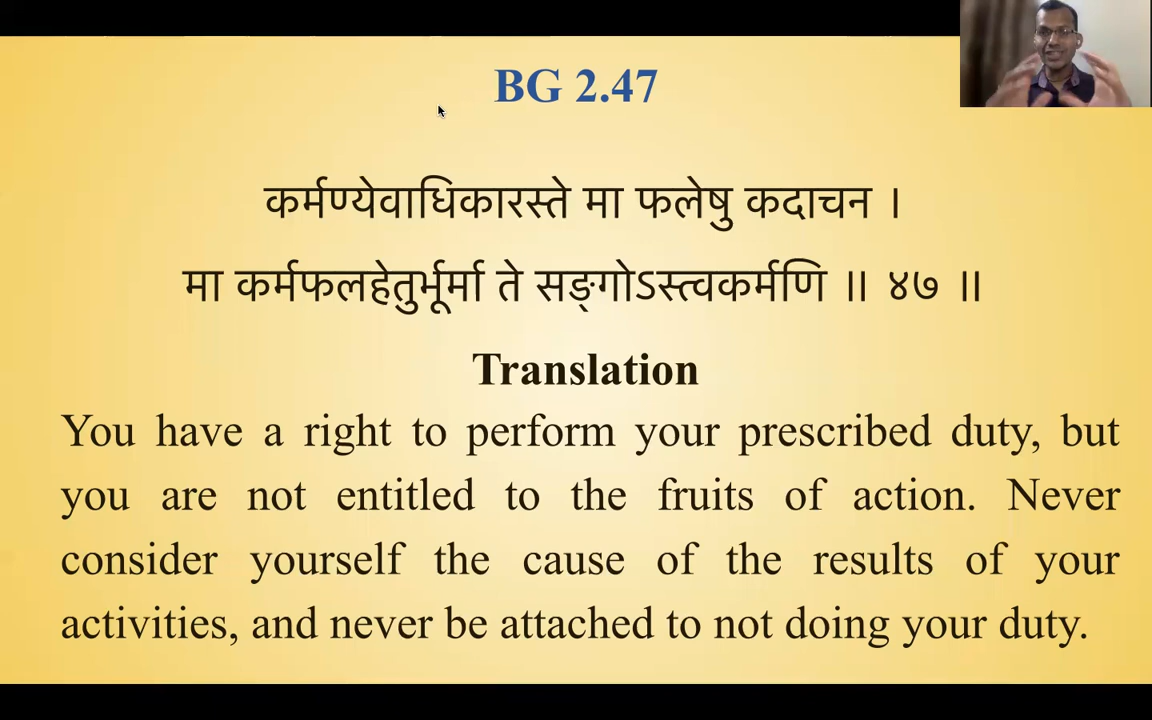 BG 2.47
कर्मण्येवाधिकारस्ते मा फलेषु कदाचन ।
मा कर्मफलहेतुर्भूर्मा ते सङ्गोऽस्त्वकर्मणि ॥ ४७ ॥
Translation
You have a right to perform your prescribed duty, but
you are not entitled to the fruits of action. Never
consider yourself the cause of the results of your
activities, and never be attached to not doing your duty.